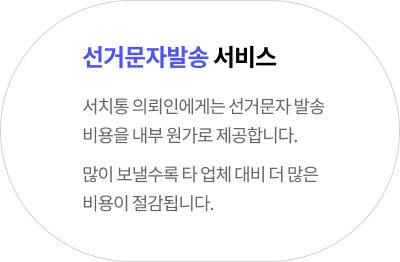 선거문자발송 서비스
서치통 의뢰인에게는 선거문자 발송
비용을 내부 원가로 제공합니다.
많이 보낼수록 타 업체 대비 더 많은
비용이 절감됩니다.